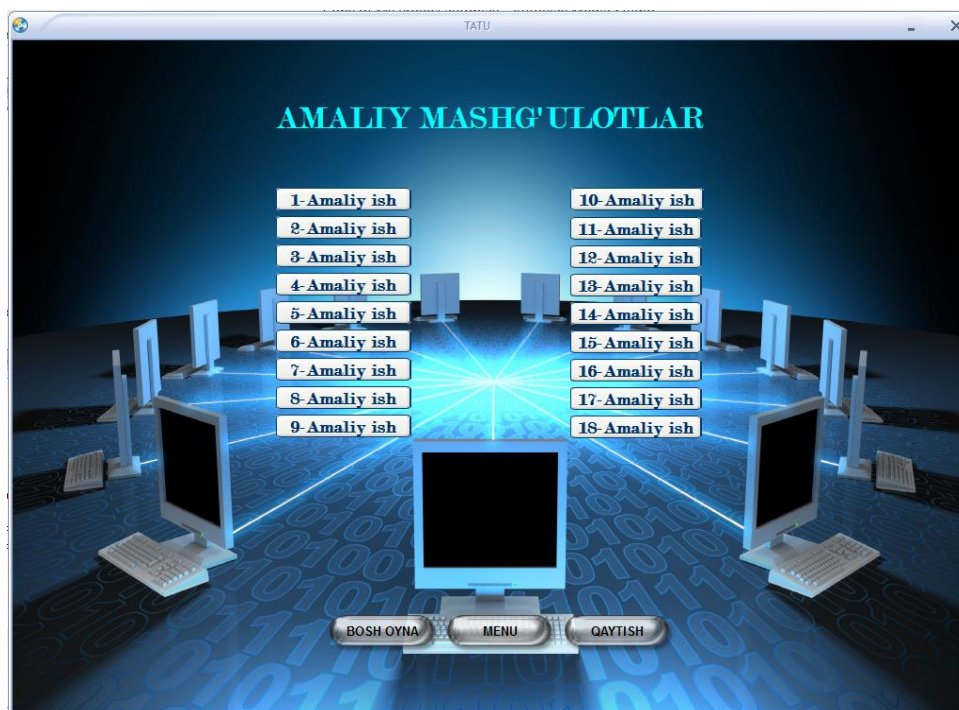 TATU
AMALIY MASHG'ULOTLAR
1-Amaliy ish
2-Amaliy ish
3-Amaliy ish
4-Amaliy ish
5-Amaliy ish
6-Amaliy ish
7-Amaliy ish
8-Amaliy ish
9-Amaliy ish
10-Amaliy ish
11-Amaliy ish
12-Amaliy ish
13-Amaliy ish
14-Amaliy ish
15-Amaliy ish
16-Amaliy ish
17-Amaliy ish
18-Amaliy ish
BOSH OYNA
MENU
QAYTISH